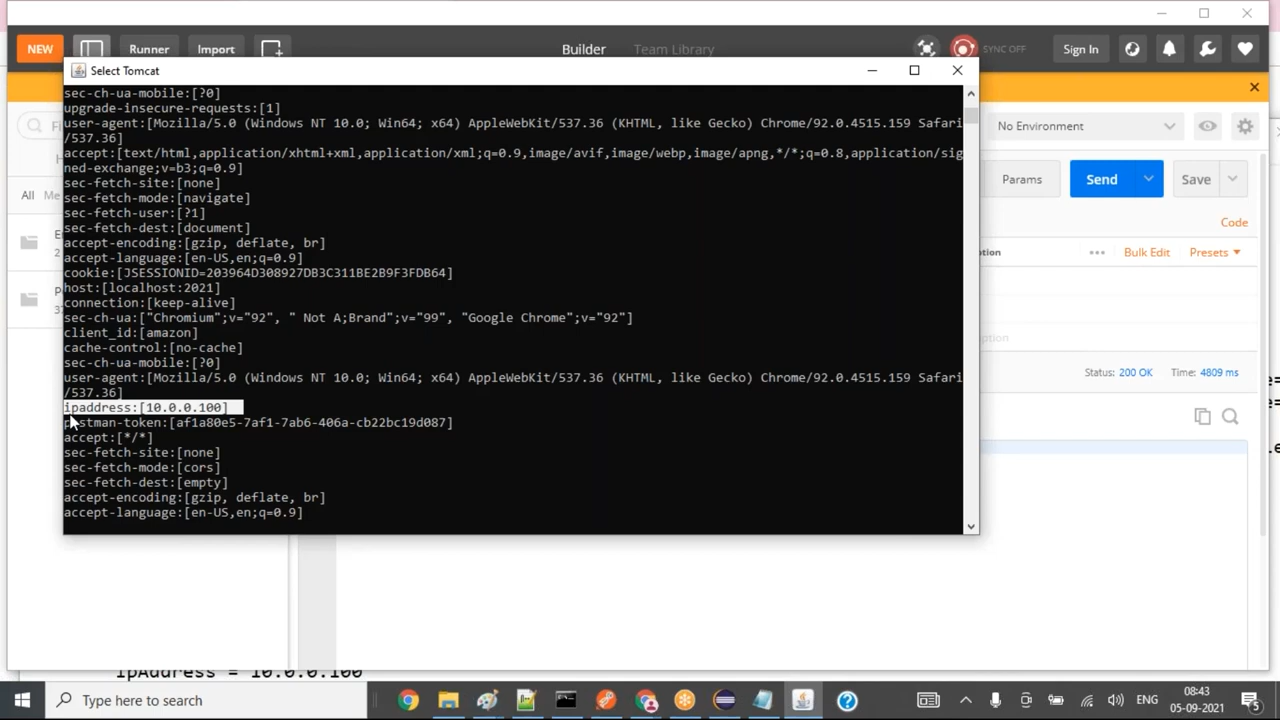 NEW Runner Import Builder Team Library SYNC OFF Sign In
Select Tomcat
sec-ch-ua-mobile:[?0]
upgrade-insecure-requests:[1]
user-agent:[Mozilla/5.0 (Windows NT 10.0; Win64; x64) AppleWebKit/537.36 (KHTML, like Gecko) Chrome/92.0.4515.159 Safari
/537.36]
accept:[text/html,application/xhtml+xml,application/xml;q=0.9,image/avif,image/webp,image/apng,*/*;q=0.8,application/sig
ned-exchange;v=b3;q=0.9]
sec-fetch-site:[none]
sec-fetch-mode:[navigate]
sec-fetch-user:[?1]
sec-fetch-dest:[document]
accept-encoding:[gzip, deflate, br]
accept-language:[en-US,en;q=0.9]
cookie:[JSESSIONID=203964D308927DB3C311BE2B9F3FDB64]
host:[localhost:2021]
connection:[keep-alive]
sec-ch-ua:["Chromium";v="92", " Not A;Brand";v="99", "Google Chrome";v="92"]
client_id:[amazon]
cache-control:[no-cache]
sec-ch-ua-mobile:[?0]
user-agent:[Mozilla/5.0 (Windows NT 10.0; Win64; x64) AppleWebKit/537.36 (KHTML, like Gecko) Chrome/92.0.4515.159 Safari
/537.36]
ipaddress:[10.0.0.100]
postman-token:[af1a80e5-7af1-7ab6-406a-cb22bc19d087]
accept:[*/*]
sec-fetch-site:[none]
sec-fetch-mode:[cors]
sec-fetch-dest:[empty]
accept-encoding:[gzip, deflate, br]
accept-language:[en-US,en;q=0.9]
No Environment
Params Send Save
All Me
Code
Bulk Edit Presets
Status: 200 OK Time: 4809 ms
ipAddress = 10.0.0.100
Type here to search
ENG
08:43
05-09-2021
5